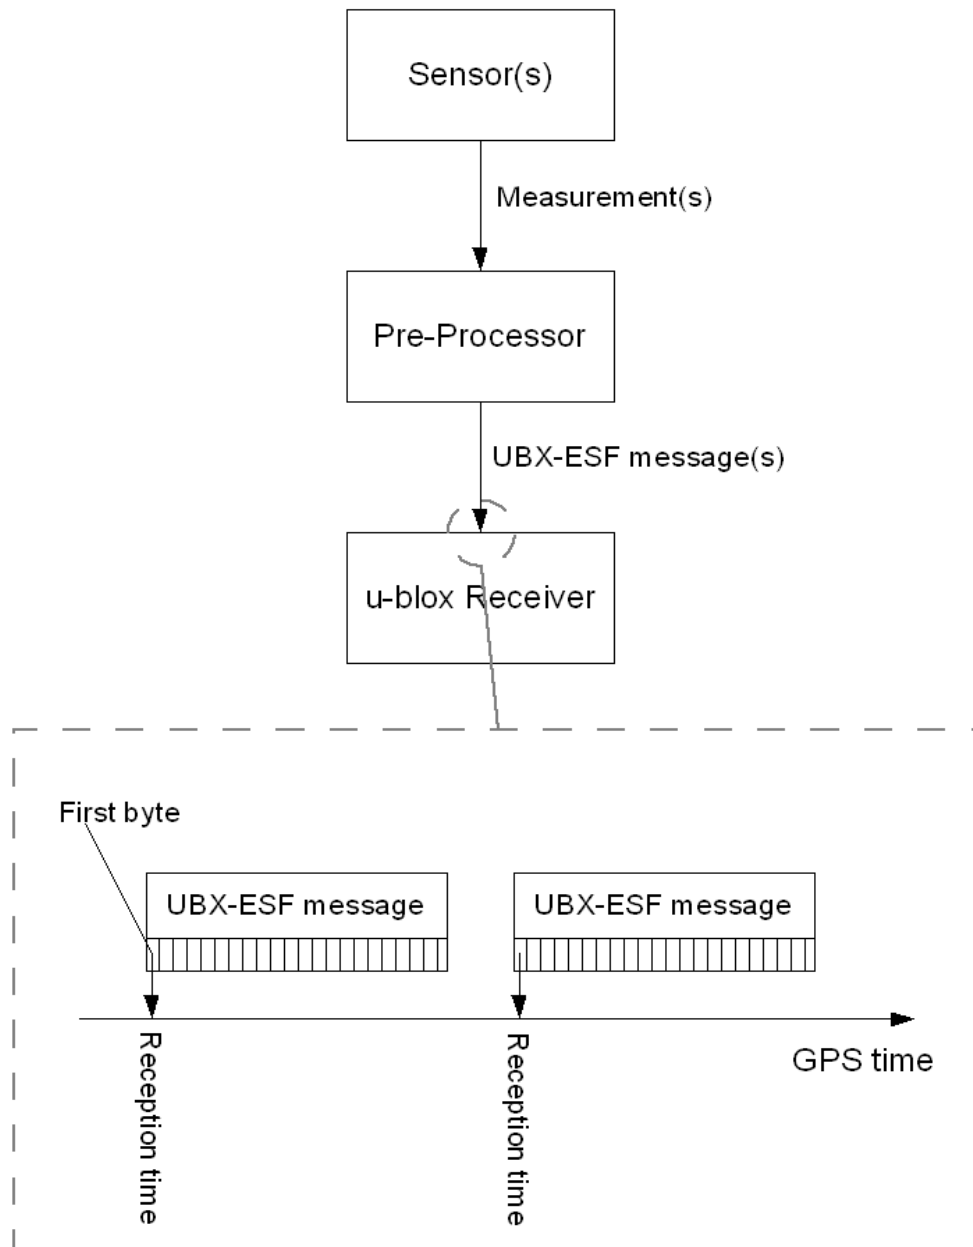 Sensor(s)
Measurement(s)
Pre-Processor
UBX-ESF message(s)
u-blox Receiver
First byte
UBX-ESF message
UBX-ESF message
GPS time
Reception time
Reception time